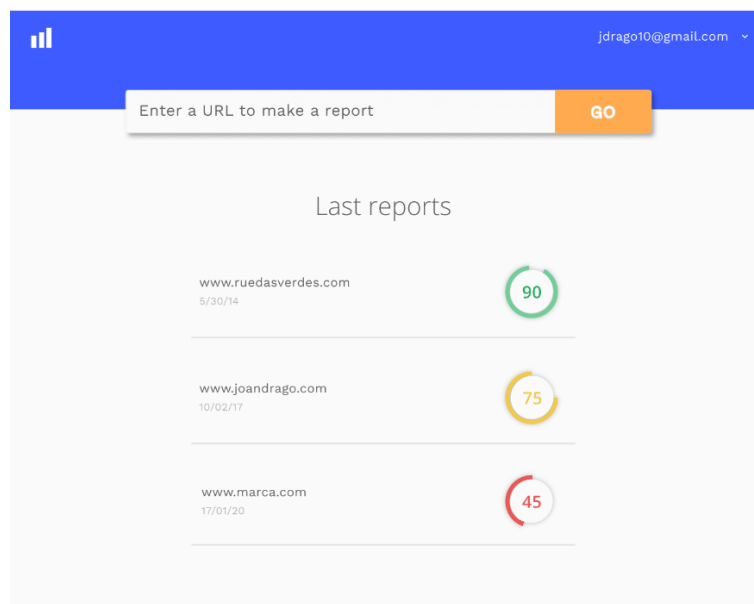 jdrago10@gmail.com
Enter a URL to make a report
GO
Last reports
www.ruedasverdes.com
5/30/14
90
www.joandrago.com
10/02/17
75
www.marca.com
17/01/20
45